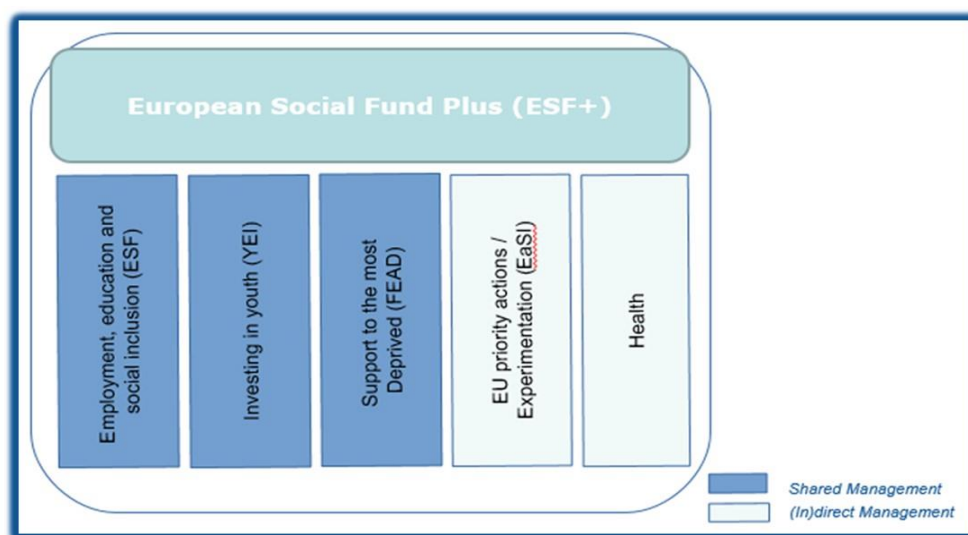 European Social Fund Plus (ESF+)
Employment, education and
social inclusion (ESF)
Investing in youth (YEI)
Support to the most
Deprived (FEAD)
EU priority actions /
Experimentation (EaSI)
Health
Shared Management
(In)direct Management